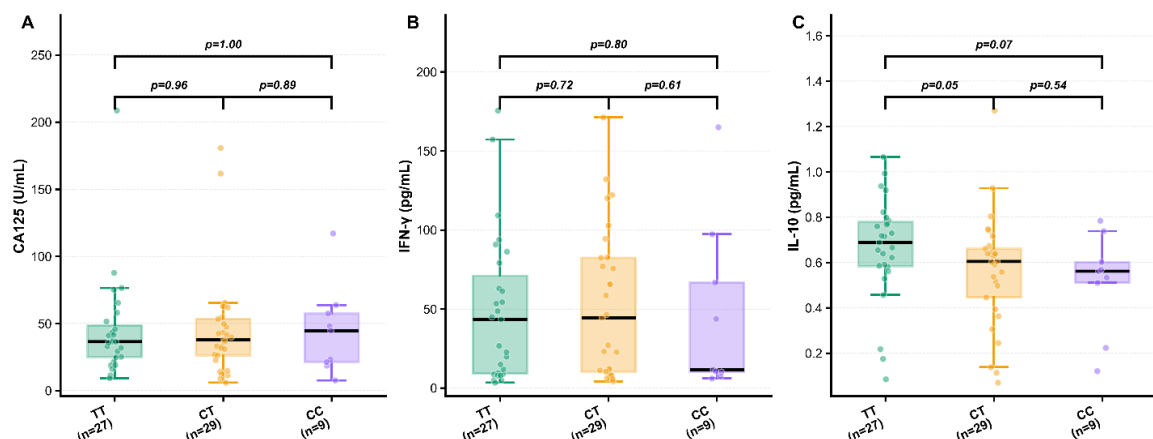 A
CA125 (U/mL)
250
200
150
100
50
0
p=1.00
p=0.96
p=0.89
TT
(n=27)
CT
(n=29)
CC
(n=9)
B
IFN-γ (pg/mL)
200
150
100
50
0
p=0.80
p=0.72
p=0.61
TT
(n=27)
CT
(n=29)
CC
(n=9)
C
IL-10 (pg/mL)
1.6
1.4
1.2
1.0
0.8
0.6
0.4
0.2
p=0.07
p=0.05
p=0.54
TT
(n=27)
CT
(n=29)
CC
(n=9)